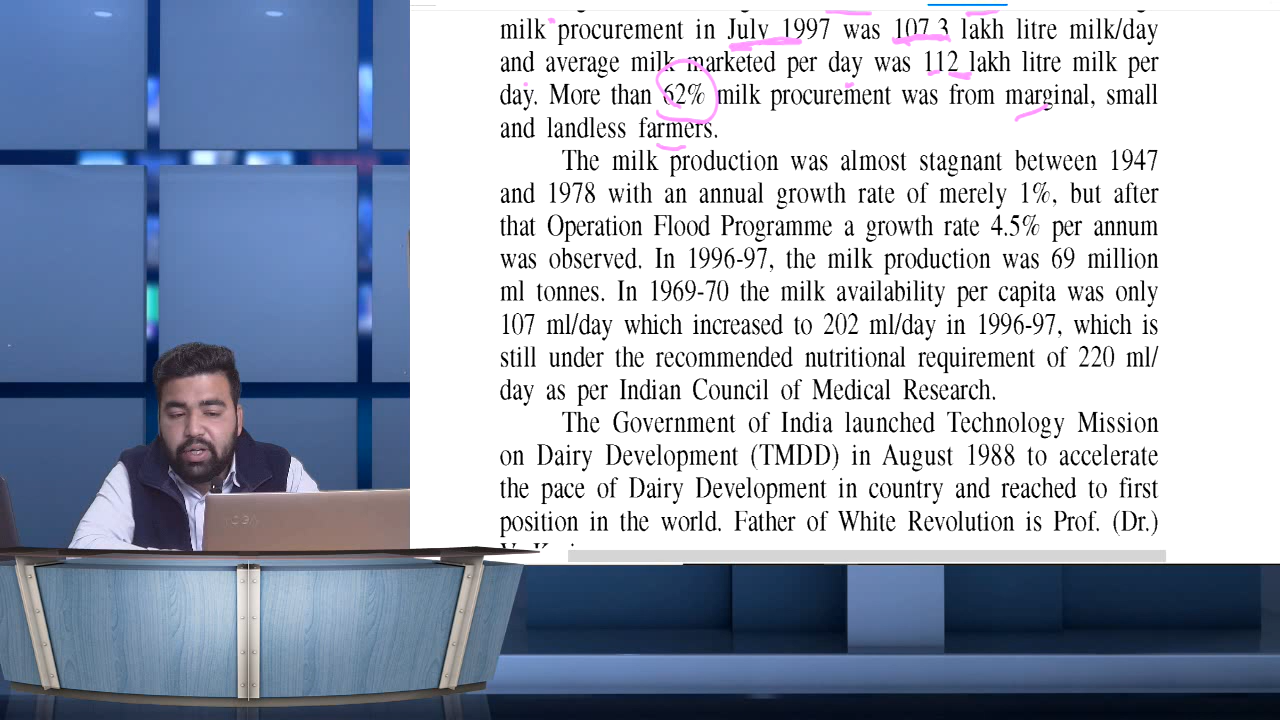 milk procurement in July 1997 was 107.3 lakh litre milk/day
and average milk marketed per day was 112 lakh litre milk per
day. More than 62% milk procurement was from marginal, small
and landless farmers.
The milk production was almost stagnant between 1947
and 1978 with an annual growth rate of merely 1%, but after
that Operation Flood Programme a growth rate 4.5% per annum
was observed. In 1996-97, the milk production was 69 million
ml tonnes. In 1969-70 the milk availability per capita was only
107 ml/day which increased to 202 ml/day in 1996-97, which is
still under the recommended nutritional requirement of 220 ml/
day as per Indian Council of Medical Research.
The Government of India launched Technology Mission
on Dairy Development (TMDD) in August 1988 to accelerate
the pace of Dairy Development in country and reached to first
position in the world. Father of White Revolution is Prof. (Dr.)